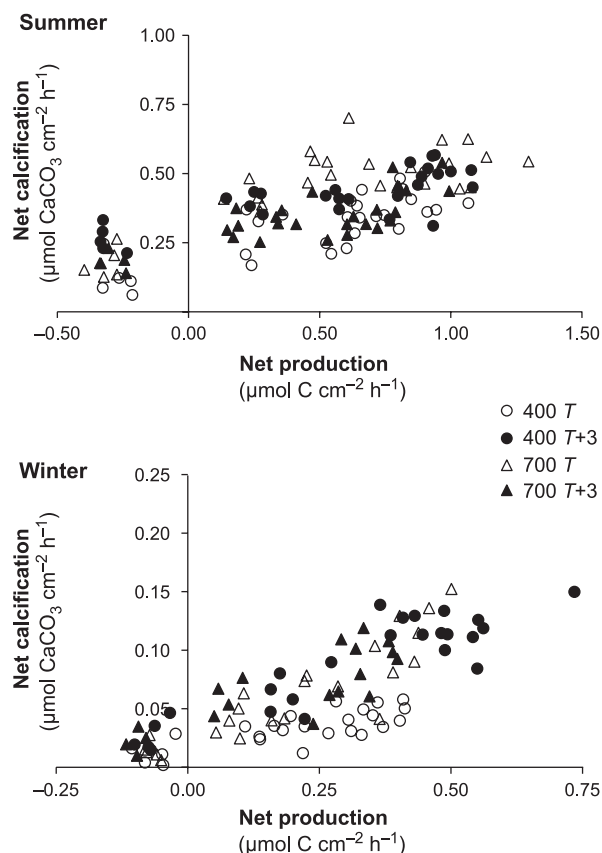 Summer
1.00
0.75
0.50
0.25
Net calcification
(µmol CaCO₃ cm⁻² h⁻¹)
–0.50 0.00 0.50 1.00 1.50
Net production
(µmol C cm⁻² h⁻¹)
400 T
400 T+3
700 T
700 T+3
Winter
0.25
0.20
0.15
0.10
0.05
Net calcification
(µmol CaCO₃ cm⁻² h⁻¹)
–0.25 0.00 0.25 0.50 0.75
Net production
(µmol C cm⁻² h⁻¹)